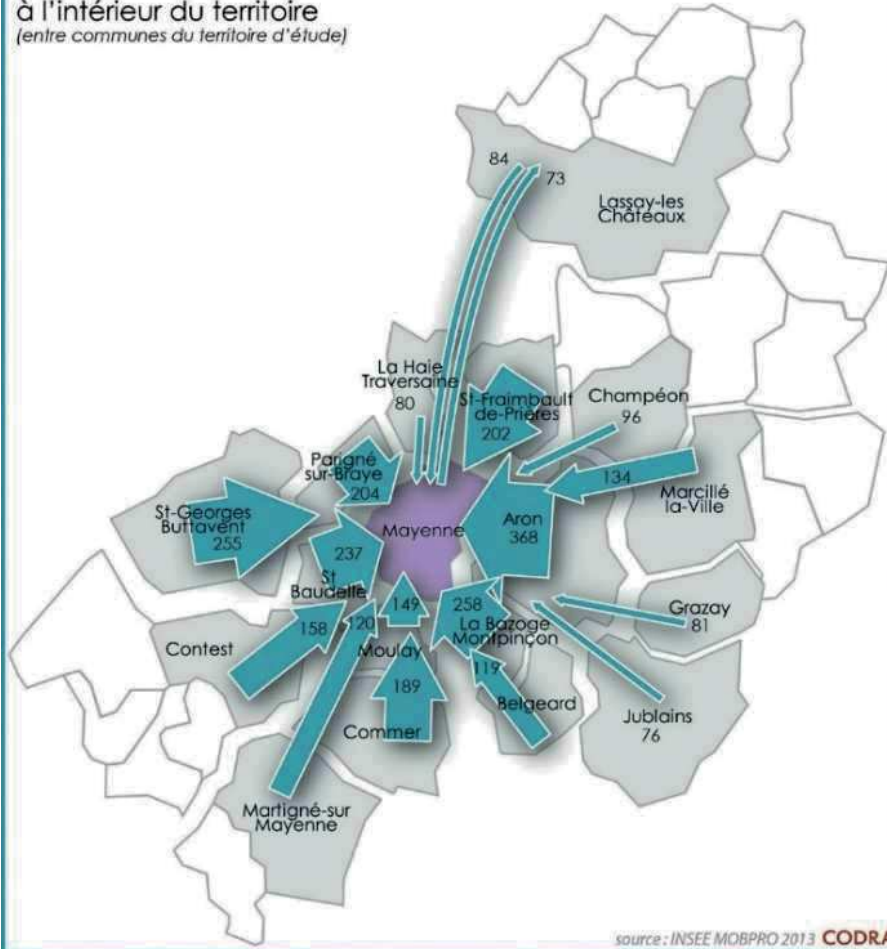 à l'intérieur du territoire
(entre communes du territoire d'étude)
84
73
Lassay-les
Châteaux
La Haie
Traversaine
80
St-Fraimbault
de-Prières
202
Champéon
96
Parigné
sur-Braye
204
134
Marcillé
la-Ville
St-Georges
Buttavent
255
Mayenne
Aron
368
237
St
Baudelle
149
258
La Bazoge
Montpinçon
Grazay
81
Contest
158
120
Moulay
119
189
Belgeard
Commer
Jublains
76
Martigné-sur
Mayenne
source : INSEE MOBPRO 2013 CODRA